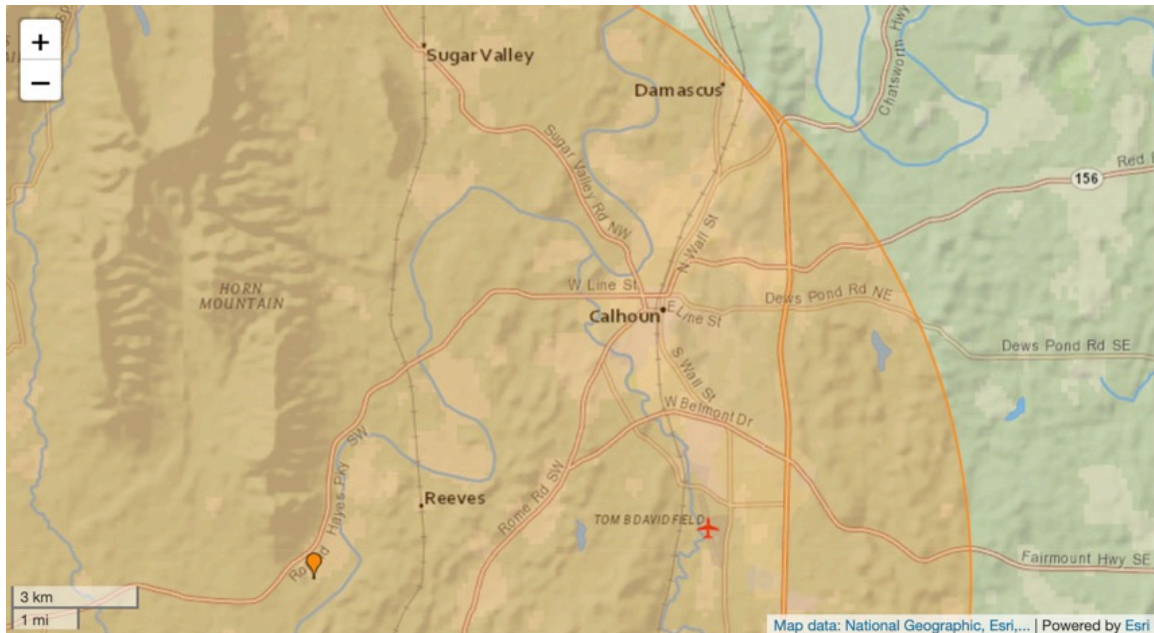 +
−
Sugar Valley
Damascus
Chatsworth Hwy
Sugar Valley Rd NW
N Wall St
156
Red
HORN
MOUNTAIN
W Line St
Calhoun
E Line St
Dews Pond Rd NE
Dews Pond Rd SE
S Wall St
W Belmont Dr
Hayes Pky SW
Reeves
Rome Rd SW
TOM B DAVID FIELD
Fairmount Hwy SE
3 km
1 mi
Map data: National Geographic, Esri,... | Powered by Esri